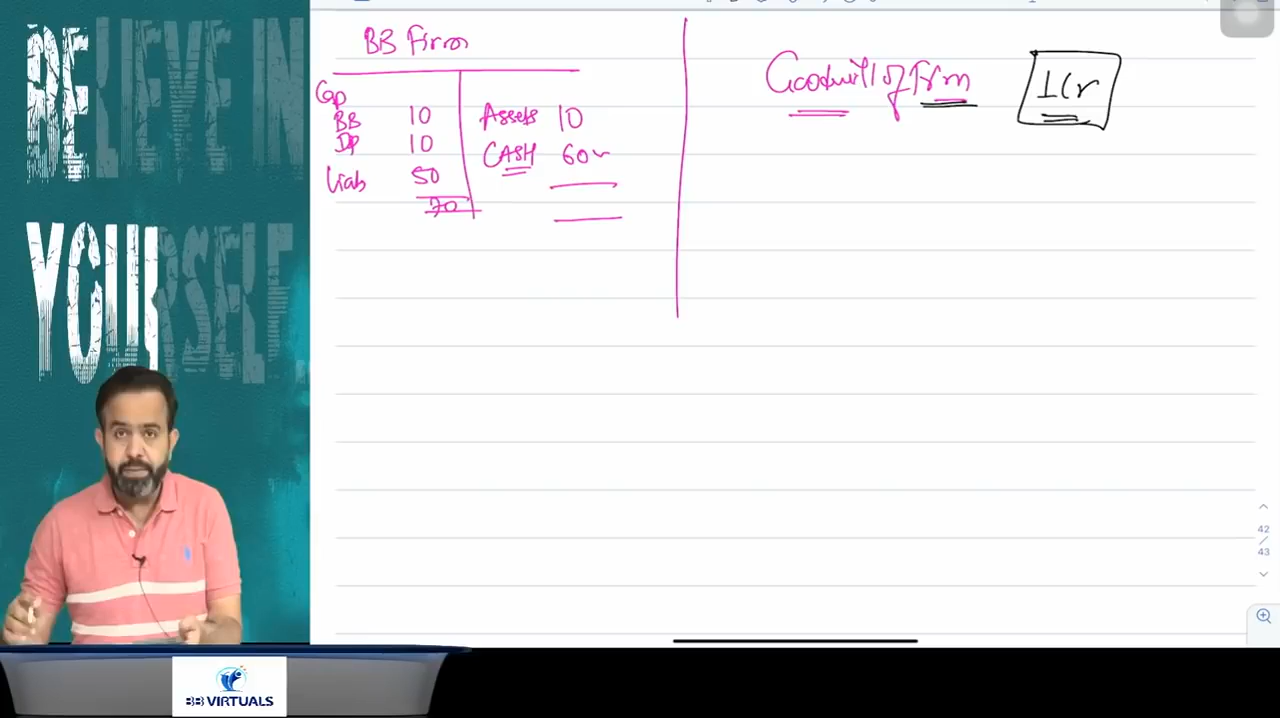 BELIEVE IN
YOURSELF.
BB Firm
Cap
BB 10 Assets 10
DP 10 CASH 60
Liab 50
70
Goodwill of Firm 1Cr
42
/
43
BB VIRTUALS